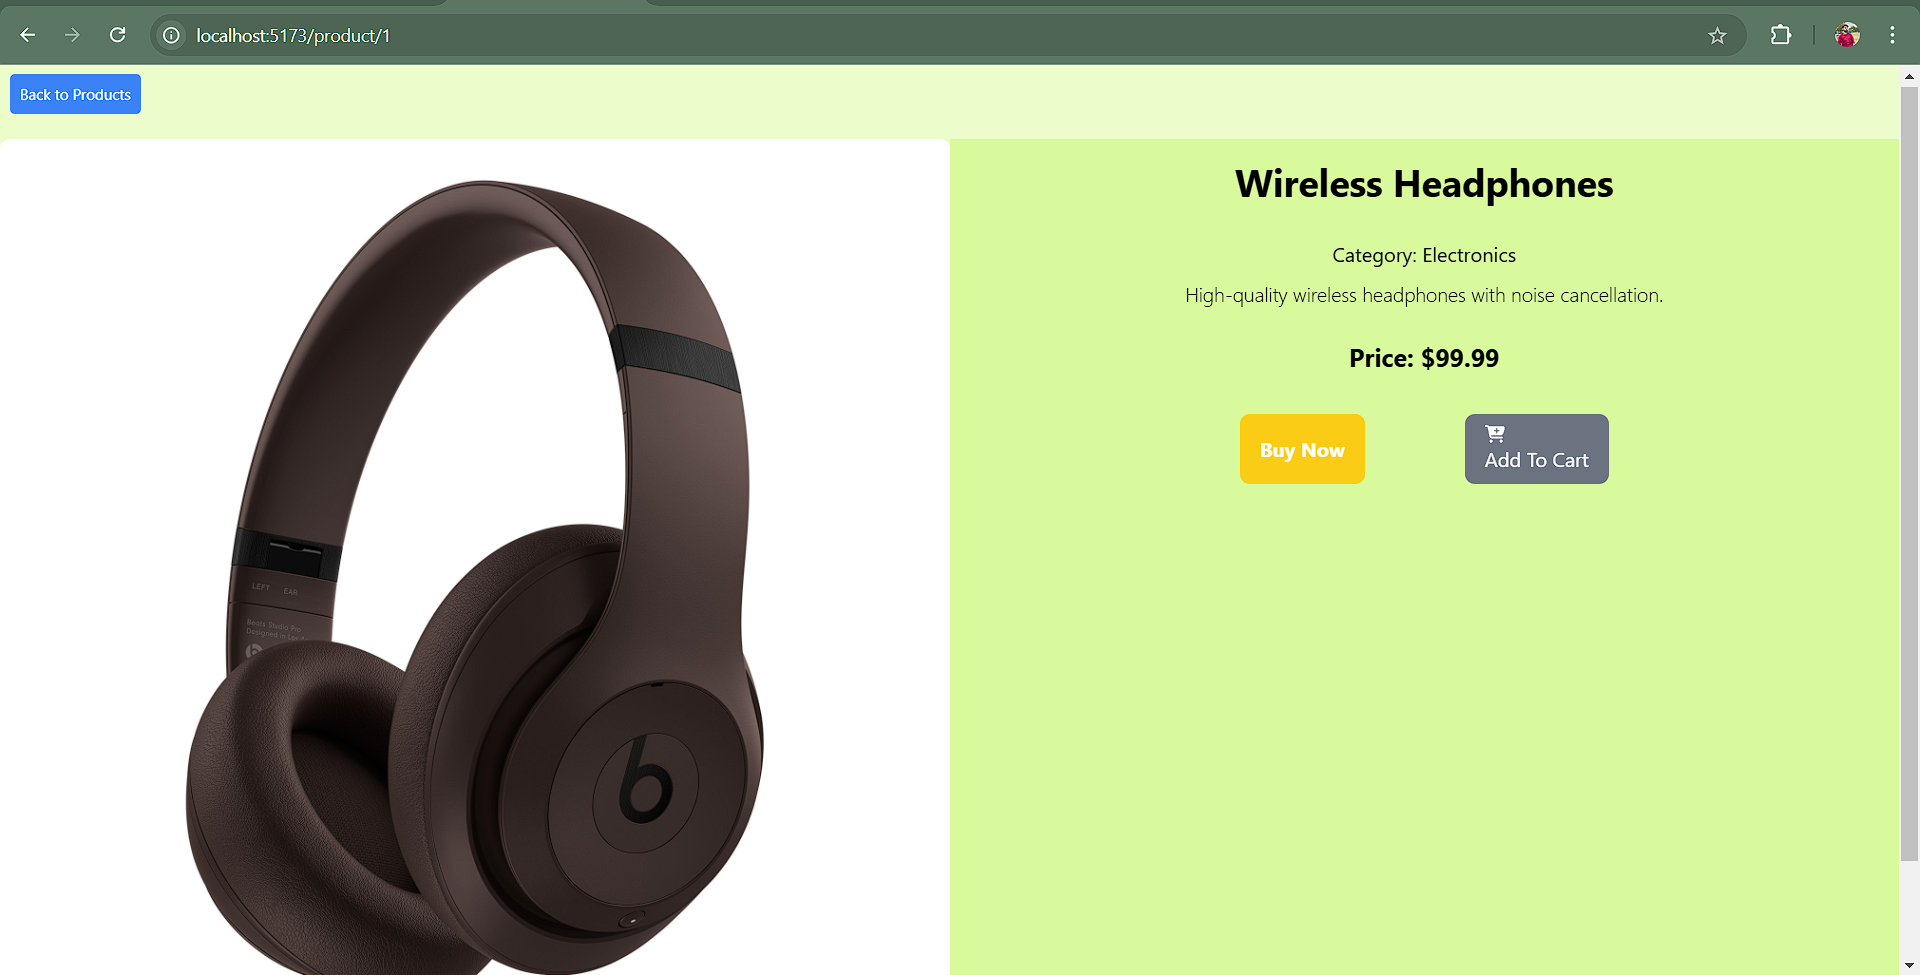 localhost:5173/product/1
Back to Products
Wireless Headphones
Category: Electronics
High-quality wireless headphones with noise cancellation.
Price: $99.99
Buy Now
Add To Cart
LEFT EAR
Beats Studio Pro
Designed in
b